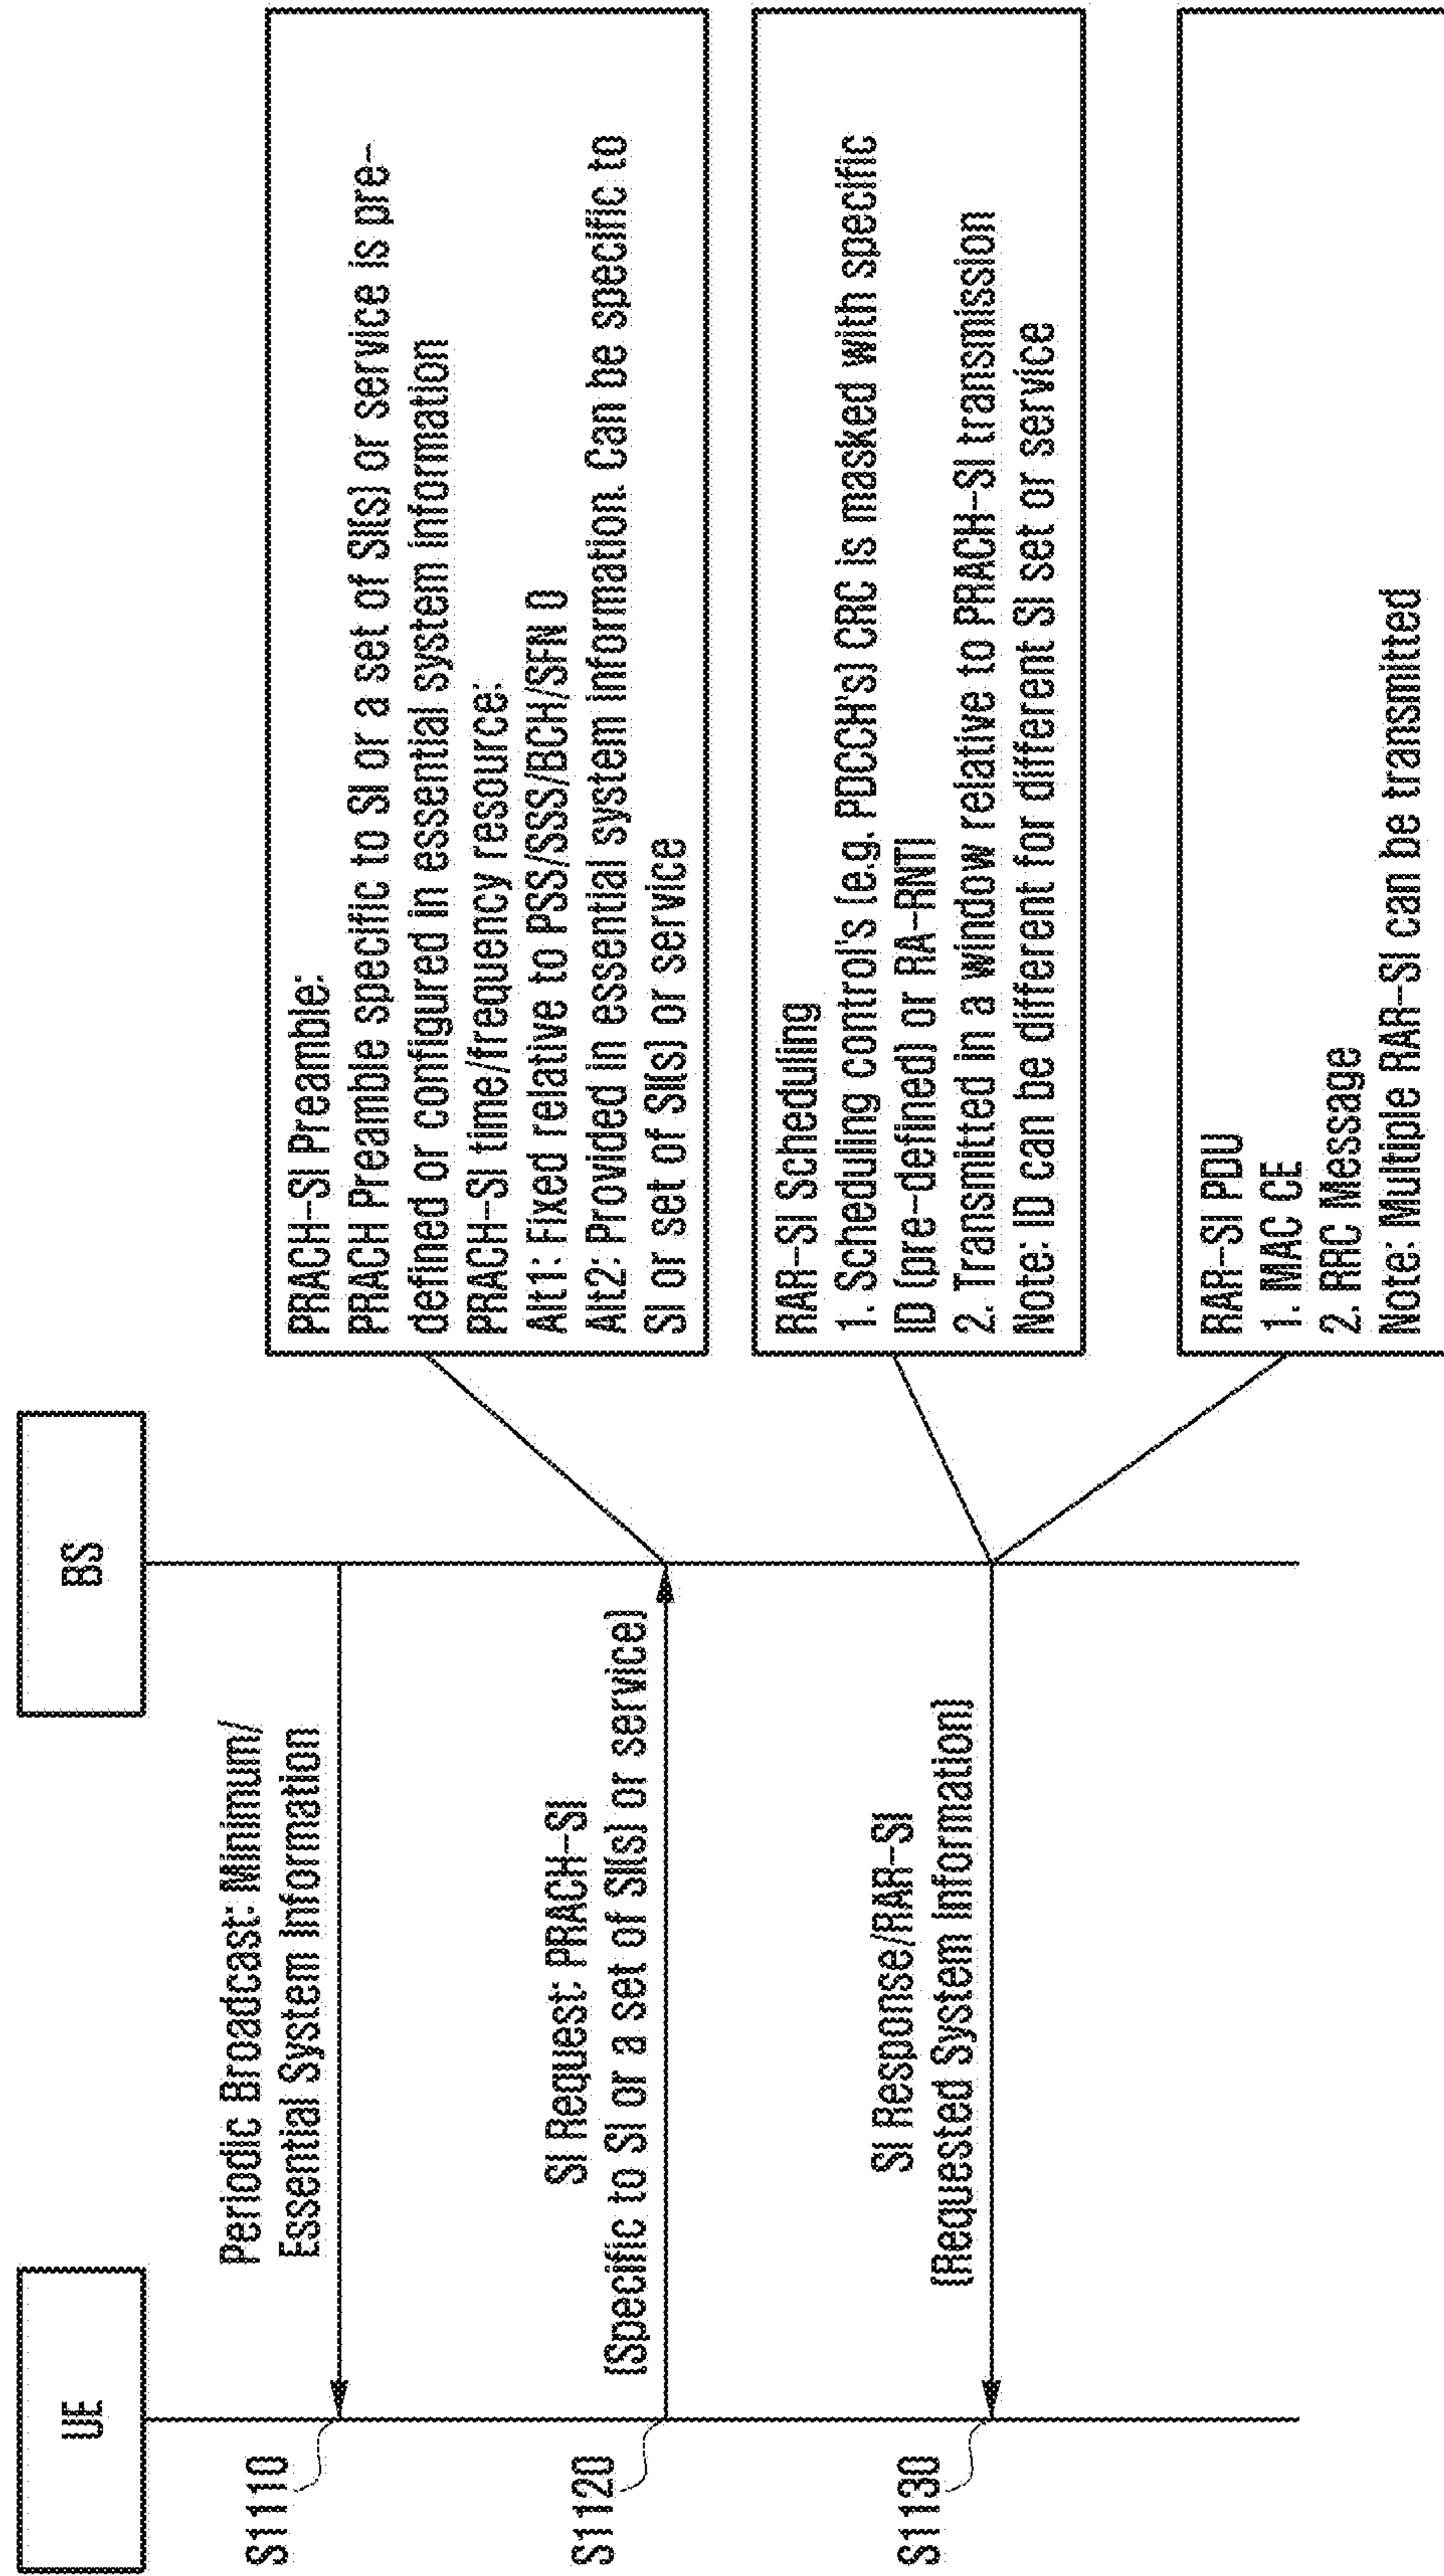 UE
BS
S1110
Periodic Broadcast: Minimum/
Essential System Information
S1120
SI Request: PRACH-SI
(Specific to SI or a set of SI(s) or service)
S1130
SI Response/RAR-SI
(Requested System Information)
PRACH-SI Preamble:
PRACH Preamble specific to SI or a set of SI(s) or service is pre-
defined or configured in essential system information
PRACH-SI time/frequency resource:
Alt1: Fixed relative to PSS/SSS/BCH/SFN 0
Alt2: Provided in essential system information. Can be specific to
SI or set of SI(s) or service
RAR-SI Scheduling
1. Scheduling control's (e.g. PDCCH's) CRC is masked with specific
ID (pre-defined) or RA-RNTI
2. Transmitted in a window relative to PRACH-SI transmission
Note: ID can be different for different SI set or service
RAR-SI PDU
1. MAC CE
2. RRC Message
Note: Multiple RAR-SI can be transmitted